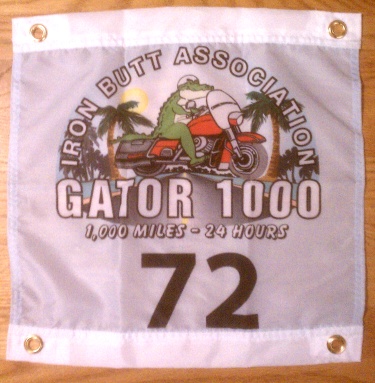 IRON BUTT ASSOCIATION
GATOR 1000
1,000 MILES - 24 HOURS
72